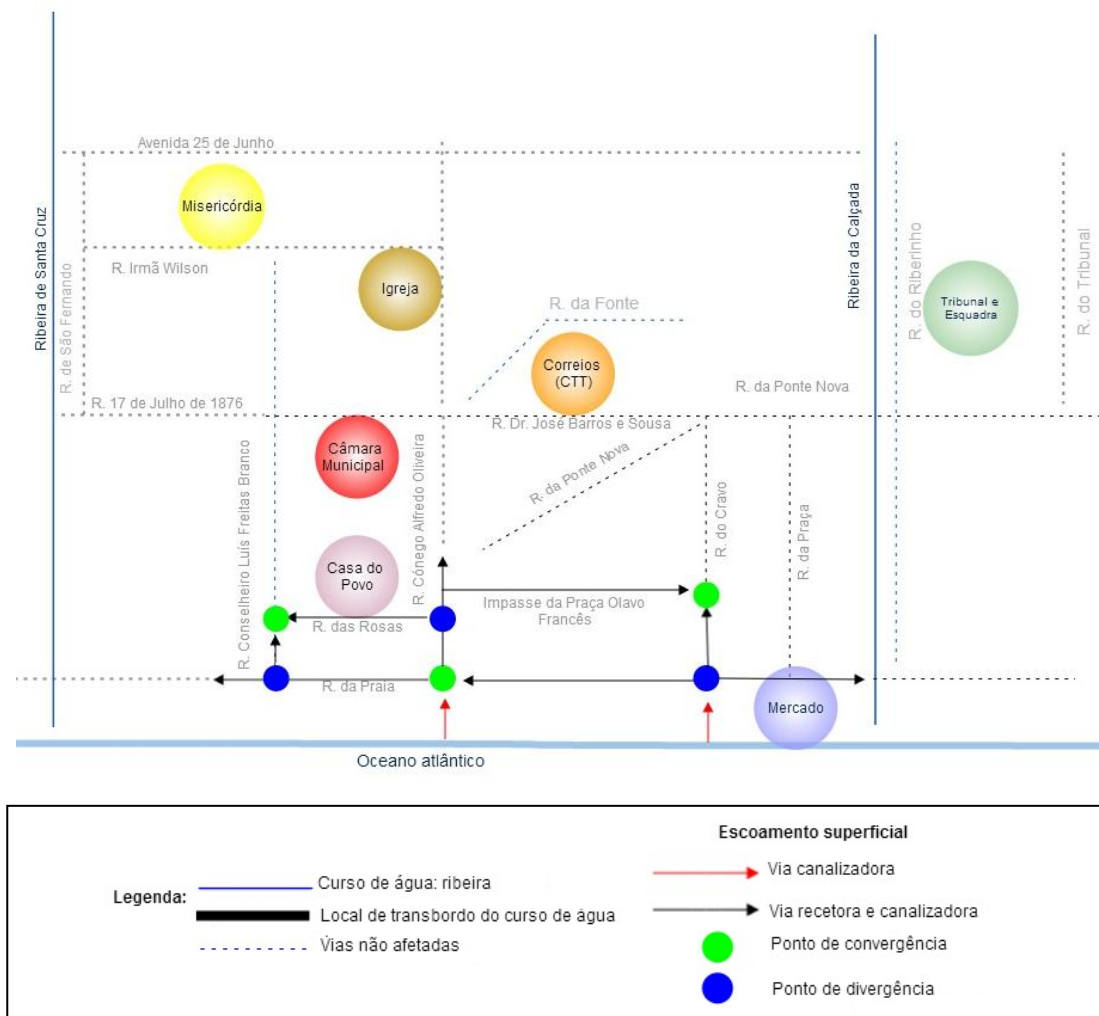 Avenida 25 de Junho
Ribeira de Santa Cruz
Ribeira da Calçada
Misericórdia
R. Irmã Wilson
R. de São Fernando
Igreja
R. do Riberinho
Tribunal e
Esquadra
R. do Tribunal
R. da Fonte
Correios
(CTT)
R. da Ponte Nova
R. 17 de Julho de 1876
R. Dr. José Barros e Sousa
Câmara
Municipal
R. Conselheiro Luís Freitas Branco
R. Cónego Alfredo Oliveira
R. da Ponte Nova
R. do Cravo
R. da Praça
Casa do
Povo
R. das Rosas
Impasse da Praça Olavo
Francês
R. da Praia
Mercado
Oceano atlântico
Escoamento superficial
Legenda:
Curso de água: ribeira
Via canalizadora
Local de transbordo do curso de água
Via recetora e canalizadora
Vias não afetadas
Ponto de convergência
Ponto de divergência